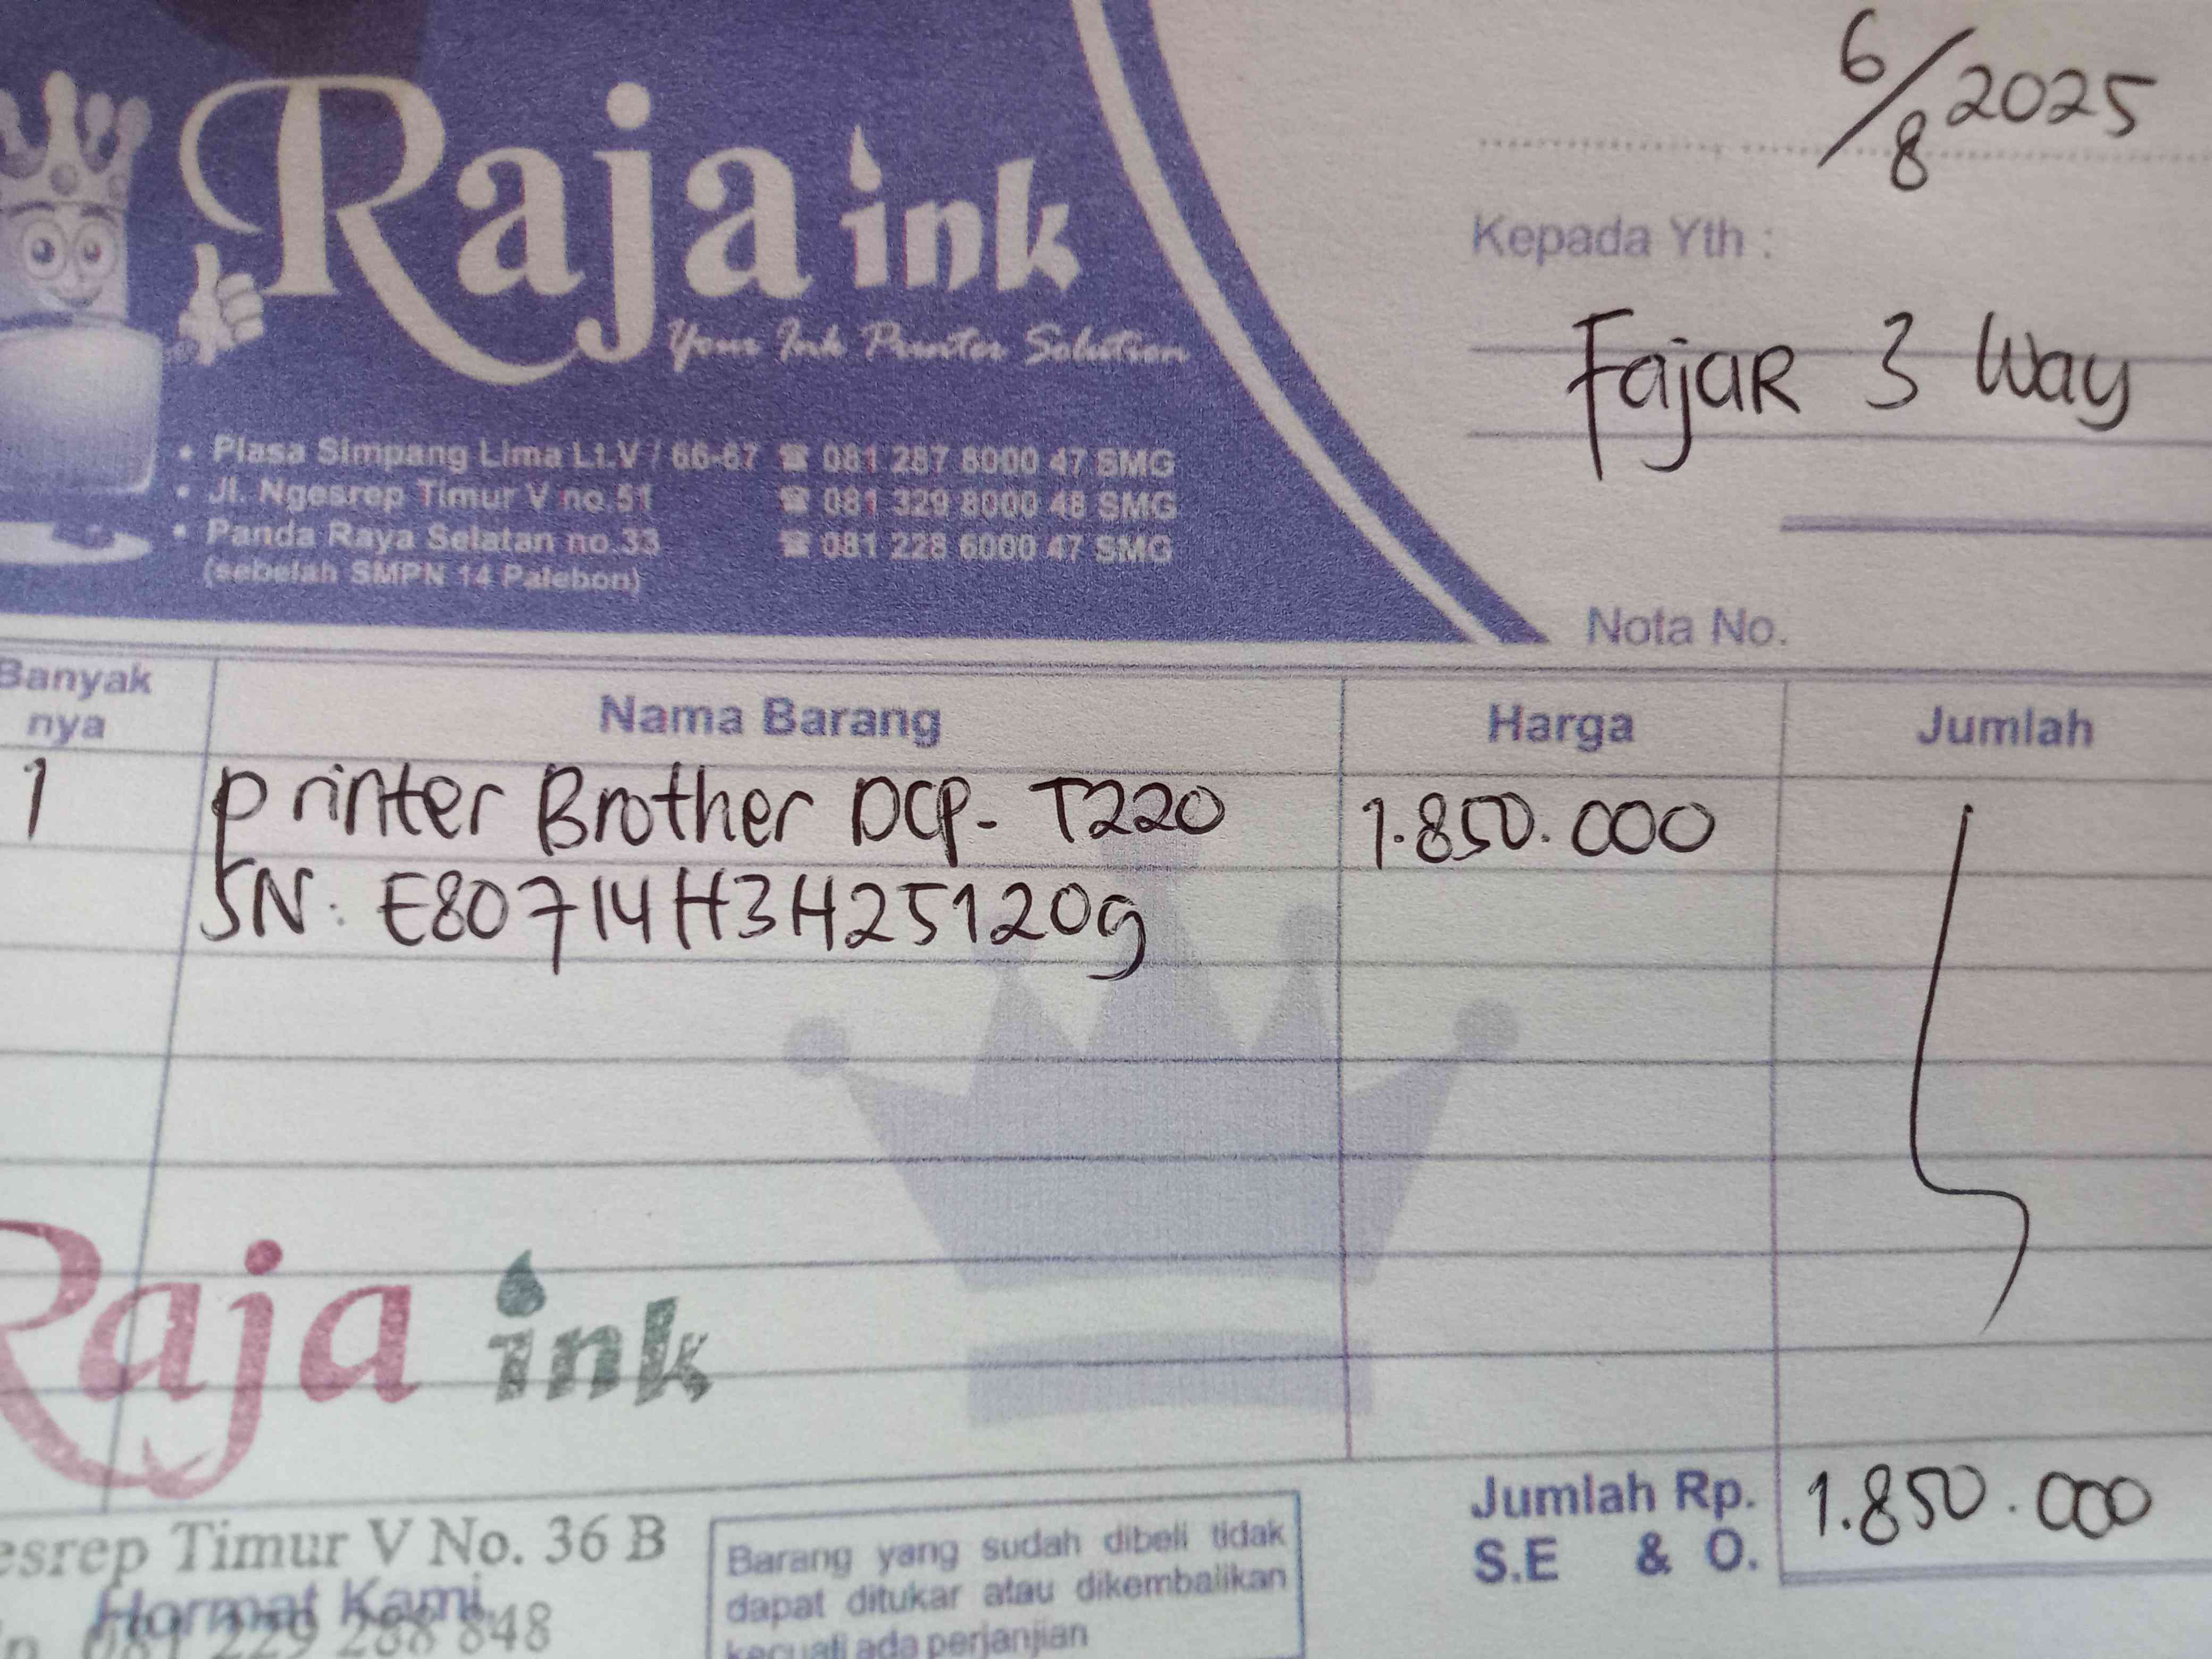 Raja ink
Your Ink Printer Solution
• Plasa Simpang Lima Lt.V / 66-67 ☎ 081 287 8000 47 SMG
• Jl. Ngesrep Timur V no.51 ☎ 081 329 8000 48 SMG
• Panda Raya Selatan no.33 ☎ 081 228 6000 47 SMG
(sebelah SMPN 14 Palebon)
6/8 2025
Kepada Yth :
Fajar 3 Way
Nota No.
Banyak nya Nama Barang Harga Jumlah
1 Printer Brother DCP- T220 1.850.000
SN: E80714H3H251209
Raja ink
Jumlah Rp. 1.850.000
S.E & O.
esrep Timur V No. 36 B
Hormat Kami,
081 229 288 848
Barang yang sudah dibeli tidak
dapat ditukar atau dikembalikan
kecuali ada perjanjian